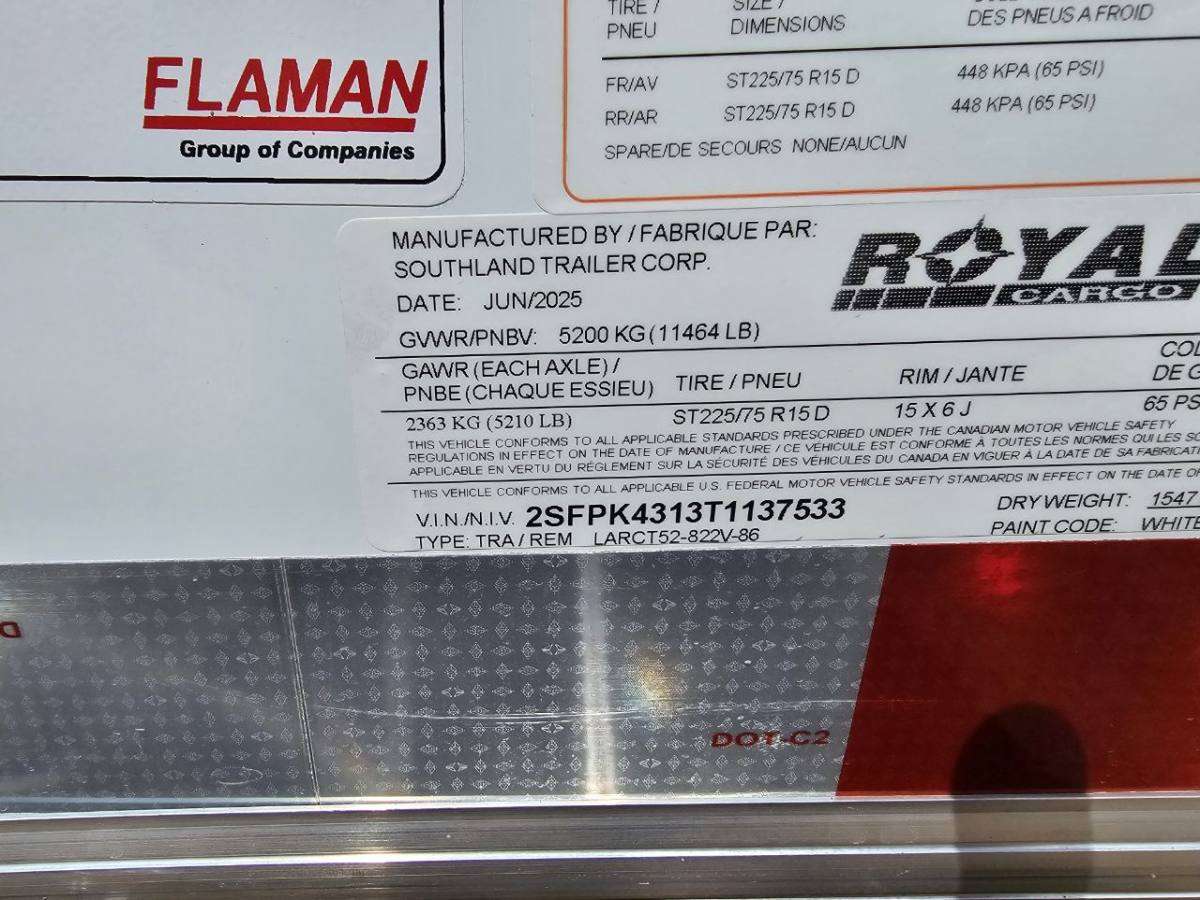 FLAMAN
Group of Companies
TIRE / SIZE /
PNEU DIMENSIONS DES PNEUS A FROID
FR/AV ST225/75 R15 D 448 KPA (65 PSI)
RR/AR ST225/75 R15 D 448 KPA (65 PSI)
SPARE/DE SECOURS NONE/AUCUN
MANUFACTURED BY / FABRIQUE PAR:
SOUTHLAND TRAILER CORP.
ROYAL
CARGO
DATE: JUN/2025
GVWR/PNBV: 5200 KG (11464 LB)
GAWR (EACH AXLE) /
PNBE (CHAQUE ESSIEU) TIRE / PNEU RIM / JANTE
2363 KG (5210 LB) ST225/75 R15 D 15 X 6 J 65 PS
THIS VEHICLE CONFORMS TO ALL APPLICABLE STANDARDS PRESCRIBED UNDER THE CANADIAN MOTOR VEHICLE SAFETY
REGULATIONS IN EFFECT ON THE DATE OF MANUFACTURE / CE VÉHICULE EST CONFORME À TOUTES LES NORMES QUI LES
APPLICABLE EN VERTU DU RÉGLEMENT SUR LA SÉCURITÉ DES VÉHICULES DU CANADA EN VIGUER À LA DATE DE SA FABRICATI
THIS VEHICLE CONFORMS TO ALL APPLICABLE U.S. FEDERAL MOTOR VEHICLE SAFETY STANDARDS IN EFFECT ON THE DATE O
V.I.N./N.I.V. 2SFPK4313T1137533 DRY WEIGHT: 1547
TYPE: TRA / REM LARCT52-822V-86 PAINT CODE: WHITE
DOT-C2